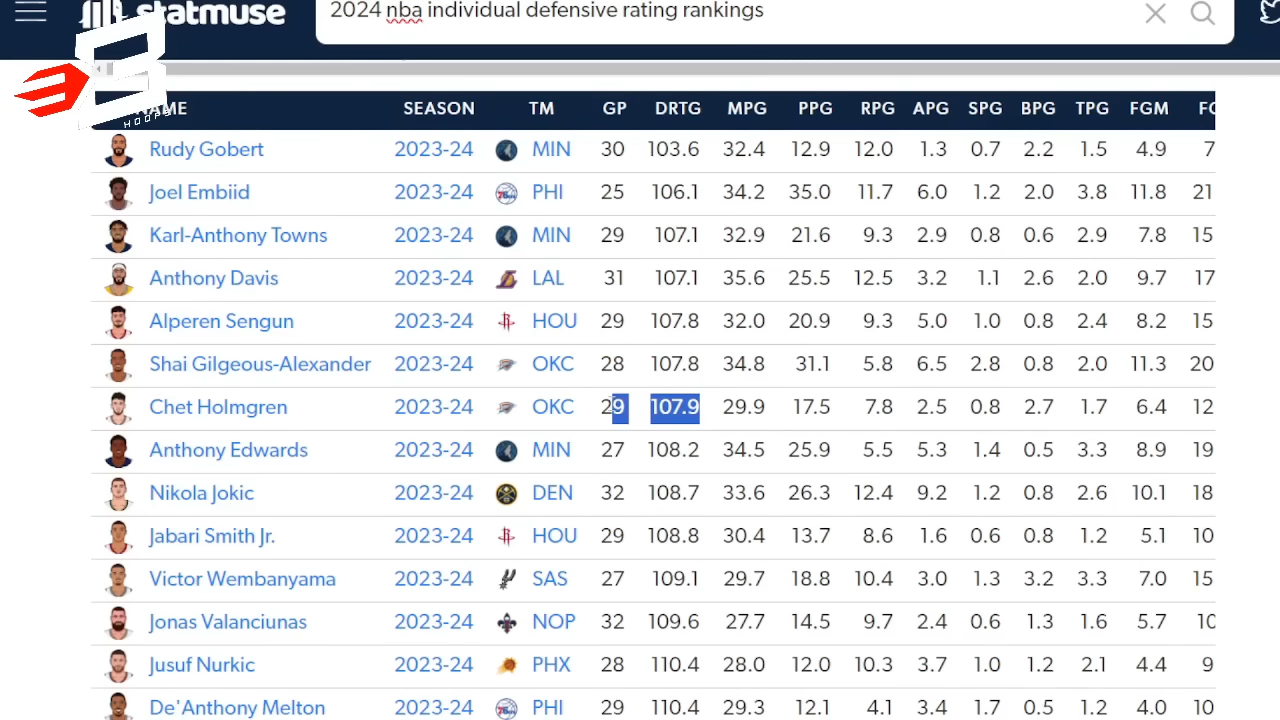 statmuse 2024 nba individual defensive rating rankings
HOOPS
NAME SEASON TM GP DRTG MPG PPG RPG APG SPG BPG TPG FGM
Rudy Gobert 2023-24 MIN 30 103.6 32.4 12.9 12.0 1.3 0.7 2.2 1.5 4.9 7
Joel Embiid 2023-24 PHI 25 106.1 34.2 35.0 11.7 6.0 1.2 2.0 3.8 11.8 21
Karl-Anthony Towns 2023-24 MIN 29 107.1 32.9 21.6 9.3 2.9 0.8 0.6 2.9 7.8 15
Anthony Davis 2023-24 LAL 31 107.1 35.6 25.5 12.5 3.2 1.1 2.6 2.0 9.7 17
Alperen Sengun 2023-24 HOU 29 107.8 32.0 20.9 9.3 5.0 1.0 0.8 2.4 8.2 15
Shai Gilgeous-Alexander 2023-24 OKC 28 107.8 34.8 31.1 5.8 6.5 2.8 0.8 2.0 11.3 20
Chet Holmgren 2023-24 OKC 29 107.9 29.9 17.5 7.8 2.5 0.8 2.7 1.7 6.4 12
Anthony Edwards 2023-24 MIN 27 108.2 34.5 25.9 5.5 5.3 1.4 0.5 3.3 8.9 19
Nikola Jokic 2023-24 DEN 32 108.7 33.6 26.3 12.4 9.2 1.2 0.8 2.6 10.1 18
Jabari Smith Jr. 2023-24 HOU 29 108.8 30.4 13.7 8.6 1.6 0.6 0.8 1.2 5.1 10
Victor Wembanyama 2023-24 SAS 27 109.1 29.7 18.8 10.4 3.0 1.3 3.2 3.3 7.0 15
Jonas Valanciunas 2023-24 NOP 32 109.6 27.7 14.5 9.7 2.4 0.6 1.3 1.6 5.7 10
Jusuf Nurkic 2023-24 PHX 28 110.4 28.0 12.0 10.3 3.7 1.0 1.2 2.1 4.4 9
De'Anthony Melton 2023-24 PHI 29 110.4 29.3 12.1 4.1 3.4 1.7 0.5 1.2 4.0 10